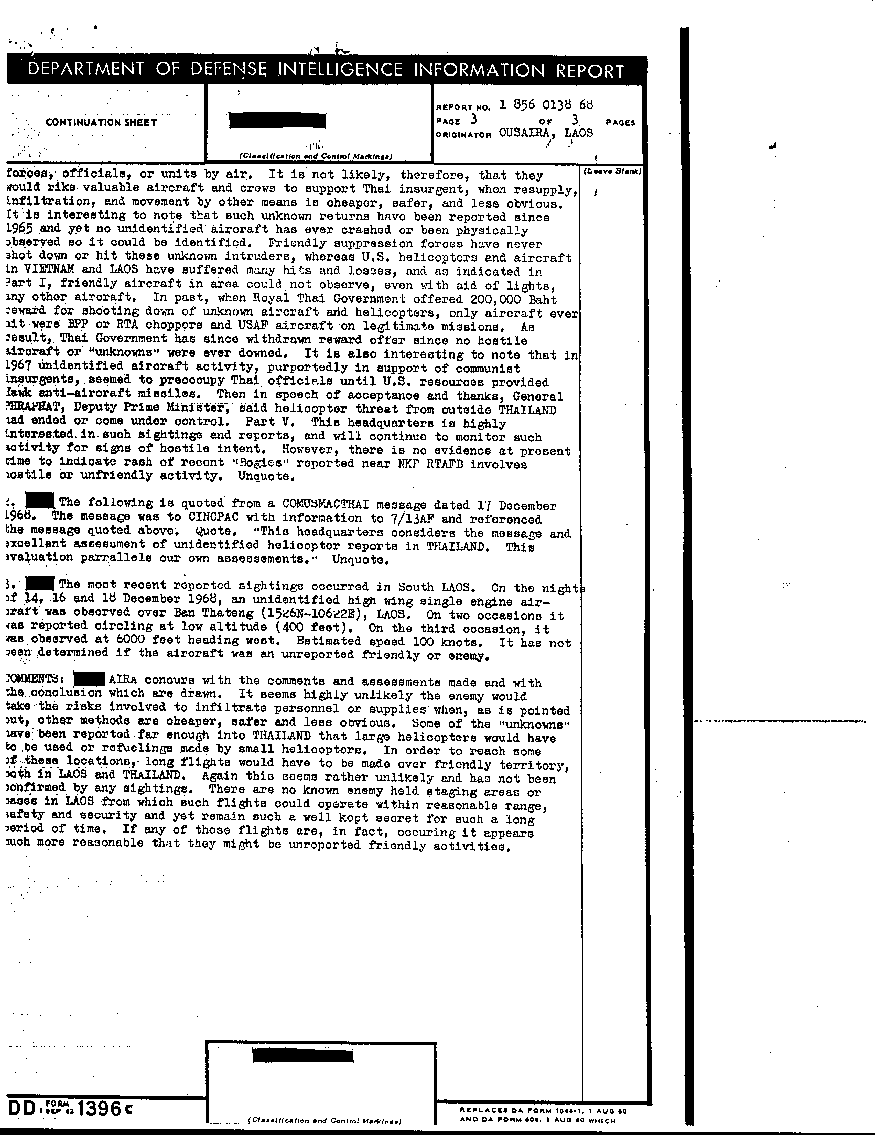 DEPARTMENT OF DEFENSE INTELLIGENCE INFORMATION REPORT
CONTINUATION SHEET
(Classification and Control Markings)
REPORT NO. 1 856 0138 68
PAGE 3 OF 3 PAGES
ORIGINATOR OUSAIRA, LAOS
(Leave Blank)
forces, officials, or units by air. It is not likely, therefore, that they
would riks valuable aircraft and crews to support Thai insurgent, when resupply,
infiltration, and movement by other means is cheaper, safer, and less obvious.
It is interesting to note that such unknown returns have been reported since
1965 and yet no unidentified aircraft has ever crashed or been physically
observed so it could be identified. Friendly suppression forces have never
shot down or hit these unknown intruders, whereas U.S. helicopters and aircraft
in VIETNAM and LAOS have suffered many hits and losses, and as indicated in
Part I, friendly aircraft in area could not observe, even with aid of lights,
any other aircraft. In past, when Royal Thai Government offered 200,000 Baht
reward for shooting down of unknown aircraft and helicopters, only aircraft ever
hit were BPP or RTA choppers and USAF aircraft on legitimate missions. As
result, Thai Government has since withdrawn reward offer since no hostile
aircraft or "unknowns" were ever downed. It is also interesting to note that in
1967 unidentified aircraft activity, purportedly in support of communist
insurgents, seemed to preoccupy Thai officials until U.S. resources provided
Hawk anti-aircraft missiles. Then in speech of acceptance and thanks, General
PHRAPHAT, Deputy Prime Minister, said helicopter threat from outside THAILAND
had ended or come under control. Part V. This headquarters is highly
interested in such sightings and reports, and will continue to monitor such
activity for signs of hostile intent. However, there is no evidence at present
time to indicate rash of recent "Bogies" reported near NKP RTAFB involves
hostile or unfriendly activity. Unquote.
2. The following is quoted from a COMUSMACTHAI message dated 17 December
1968. The message was to CINCPAC with information to 7/13AF and referenced
the message quoted above. Quote. "This headquarters considers the message and
excellant assessument of unidentified helicoptor reports in THAILAND. This
evaluation parrallels our own assessements." Unquote.
3. The most recent reported sightings occurred in South LAOS. On the nights
of 14, 16 and 18 December 1968, an unidentified high wing single engine air-
craft was observed over Ban Thateng (1526N-10622E), LAOS. On two occasions it
was reported circling at low altitude (400 feet). On the third occasion, it
was observed at 6000 feet heading west. Estimated speed 100 knots. It has not
been determined if the aircraft was an unreported friendly or enemy.
COMMENTS: AIRA concurs with the comments and assessments made and with
the conclusion which are drawn. It seems highly unlikely the enemy would
take the risks involved to infiltrate personnel or supplies when, as is pointed
out, other methods are cheaper, safer and less obvious. Some of the "unknowns"
have been reported far enough into THAILAND that large helicopters would have
to be used or refuelings made by small helicoptors. In order to reach some
of these locations, long flights would have to be made over friendly territory,
both in LAOS and THAILAND. Again this seems rather unlikely and has not been
confirmed by any sightings. There are no known enemy held staging areas or
bases in LAOS from which such flights could operate within reasonable range,
safety and security and yet remain such a well kept secret for such a long
period of time. If any of those flights are, in fact, occuring it appears
much more reasonable that they might be unreported friendly activities.
DD FORM 1396c
(Classification and Control Markings)
REPLACES DA FORM 1048-1, 1 AUG 60
AND DA FORM 1 AUG 60 WHICH